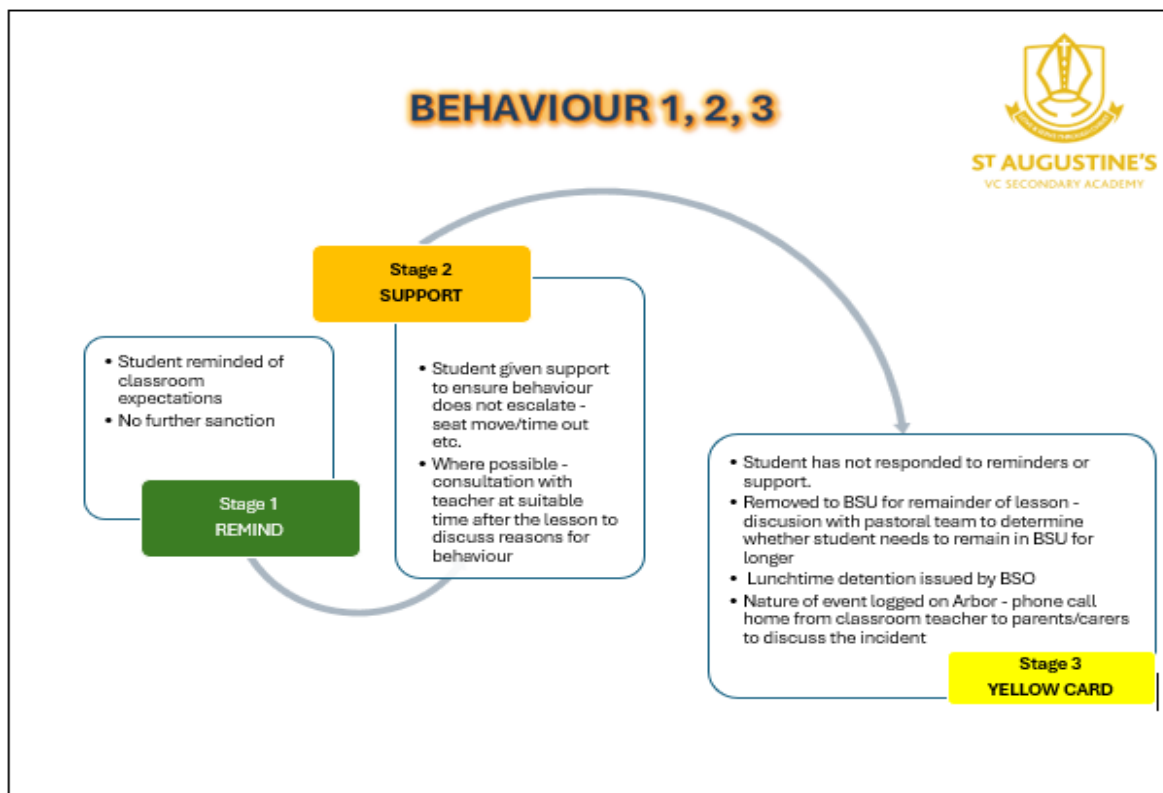 BEHAVIOUR 1, 2, 3
ST AUGUSTINE'S
VC SECONDARY ACADEMY
• Student reminded of
classroom
expectations
• No further sanction
Stage 1
REMIND
Stage 2
SUPPORT
• Student given support
to ensure behaviour
does not escalate -
seat move/time out
etc.
• Where possible -
consultation with
teacher at suitable
time after the lesson to
discuss reasons for
behaviour
• Student has not responded to reminders or
support.
• Removed to BSU for remainder of lesson -
discusion with pastoral team to determine
whether student needs to remain in BSU for
longer
• Lunchtime detention issued by BSO
• Nature of event logged on Arbor - phone call
home from classroom teacher to parents/carers
to discuss the incident
Stage 3
YELLOW CARD